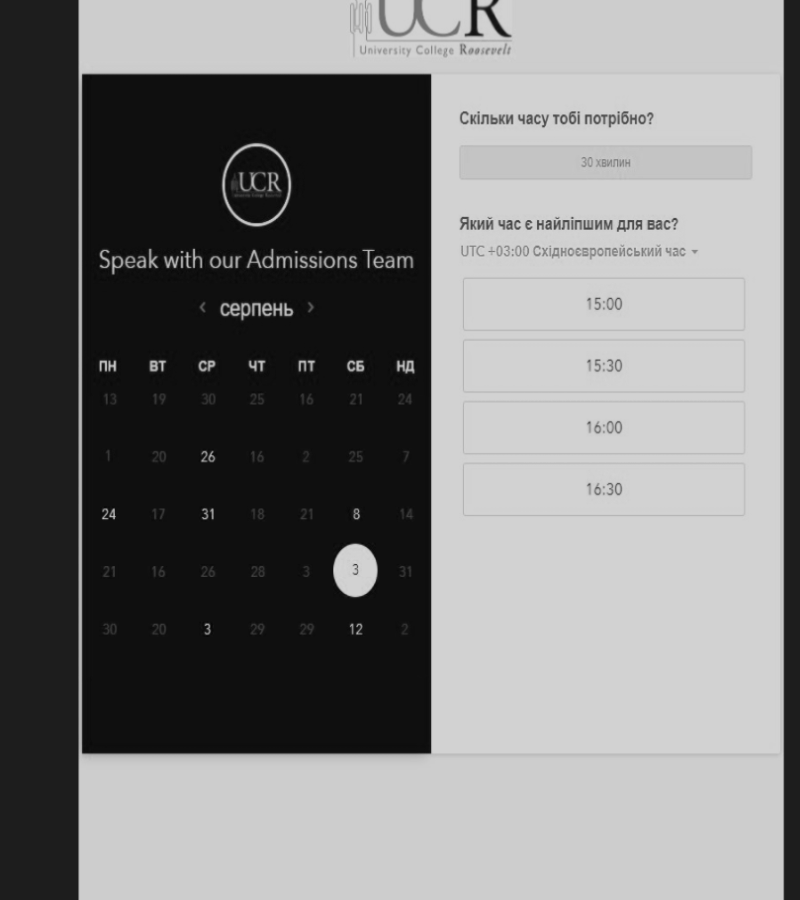 UCR
University College Roosevelt
UCR
Speak with our Admissions Team
серпень
ПН ВТ СР ЧТ ПТ СБ НД
13 19 30 25 16 21 24
1 20 26 16 2 25 7
24 17 31 18 21 8 14
21 16 26 28 3 3 31
30 20 3 29 29 12 2
Скільки часу тобі потрібно?
30 хвилин
Який час є найліпшим для вас?
UTC +03:00 Східноєвропейський час
15:00
15:30
16:00
16:30